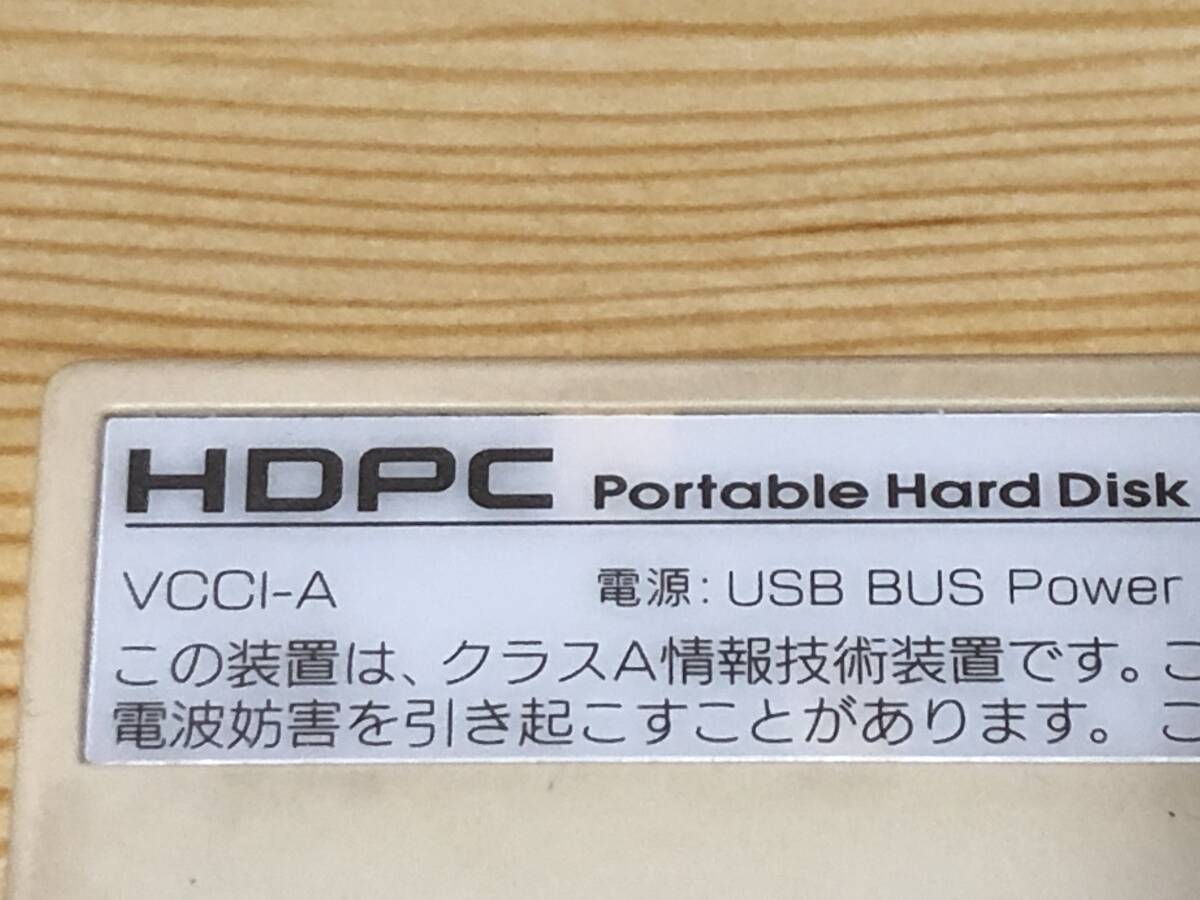 HDPC Portable Hard Disk
VCCI-A 電源: USB BUS Power
この装置は、クラスA情報技術装置です。こ
電波妨害を引き起こすことがあります。こ